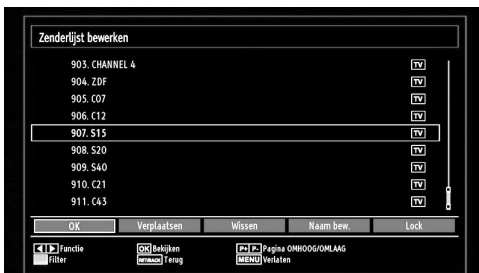 Zenderlijst bewerken
903. CHANNEL 4 TV
904. ZDF TV
905. C07 TV
906. C12 TV
907. S15 TV
908. S20 TV
909. S40 TV
910. C21 TV
911. C43 TV
OK Verplaatsen Wissen Naam bew. Lock
Functie OK Bekijken P+ P- Pagina OMHOOG/OMLAAG
Filter RET/BACK Terug MENU Verlaten